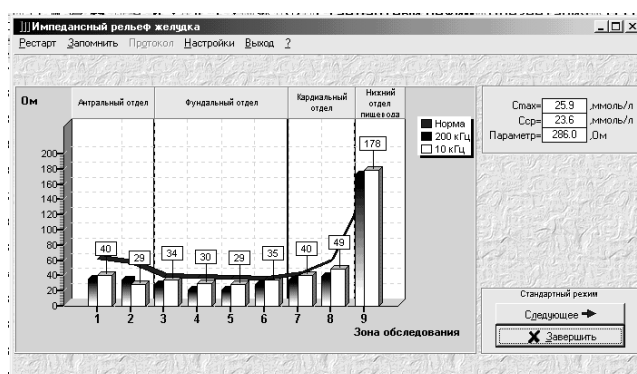 Импедансный рельеф желудка
Рестарт Запомнить Протокол Настройки Выход ?
Ом
Антральный отдел
Фундальный отдел
Кардиальный отдел
Нижний отдел пищевода
Норма
200 кГц
10 кГц
Cmax= 25.9 ,ммоль/л
Cср= 23.6 ,ммоль/л
Параметр= 286.0 ,Ом
200
180
160
140
120
100
80
60
40
20
0
40 29 34 30 29 35 40 49 178
1 2 3 4 5 6 7 8 9
Зона обследования
Стандартный режим
Следующее
Завершить